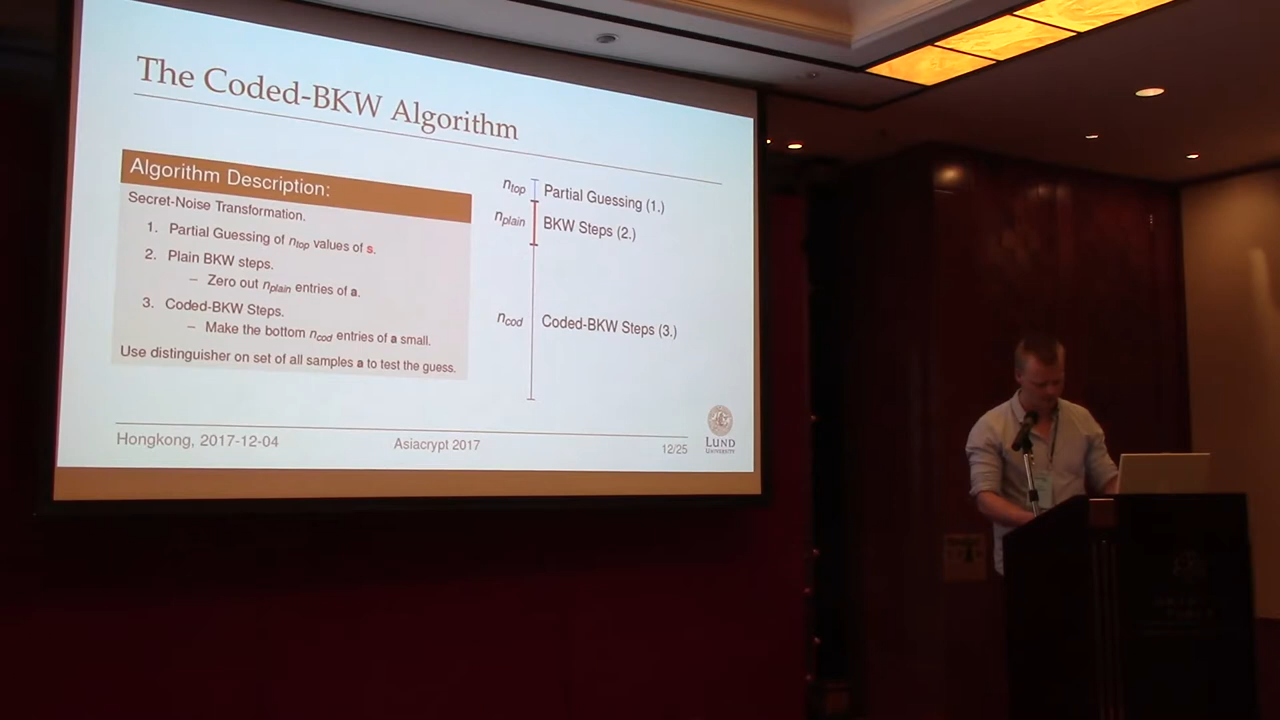 The Coded-BKW Algorithm
Algorithm Description:
Secret-Noise Transformation.
1. Partial Guessing of n_top values of s.
2. Plain BKW steps.
– Zero out n_plain entries of a.
3. Coded-BKW Steps.
– Make the bottom n_cod entries of a small.
Use distinguisher on set of all samples a to test the guess.
n_top Partial Guessing (1.)
n_plain BKW Steps (2.)
n_cod Coded-BKW Steps (3.)
Hongkong, 2017-12-04 Asiacrypt 2017 12/25
LUND
UNIVERSITY